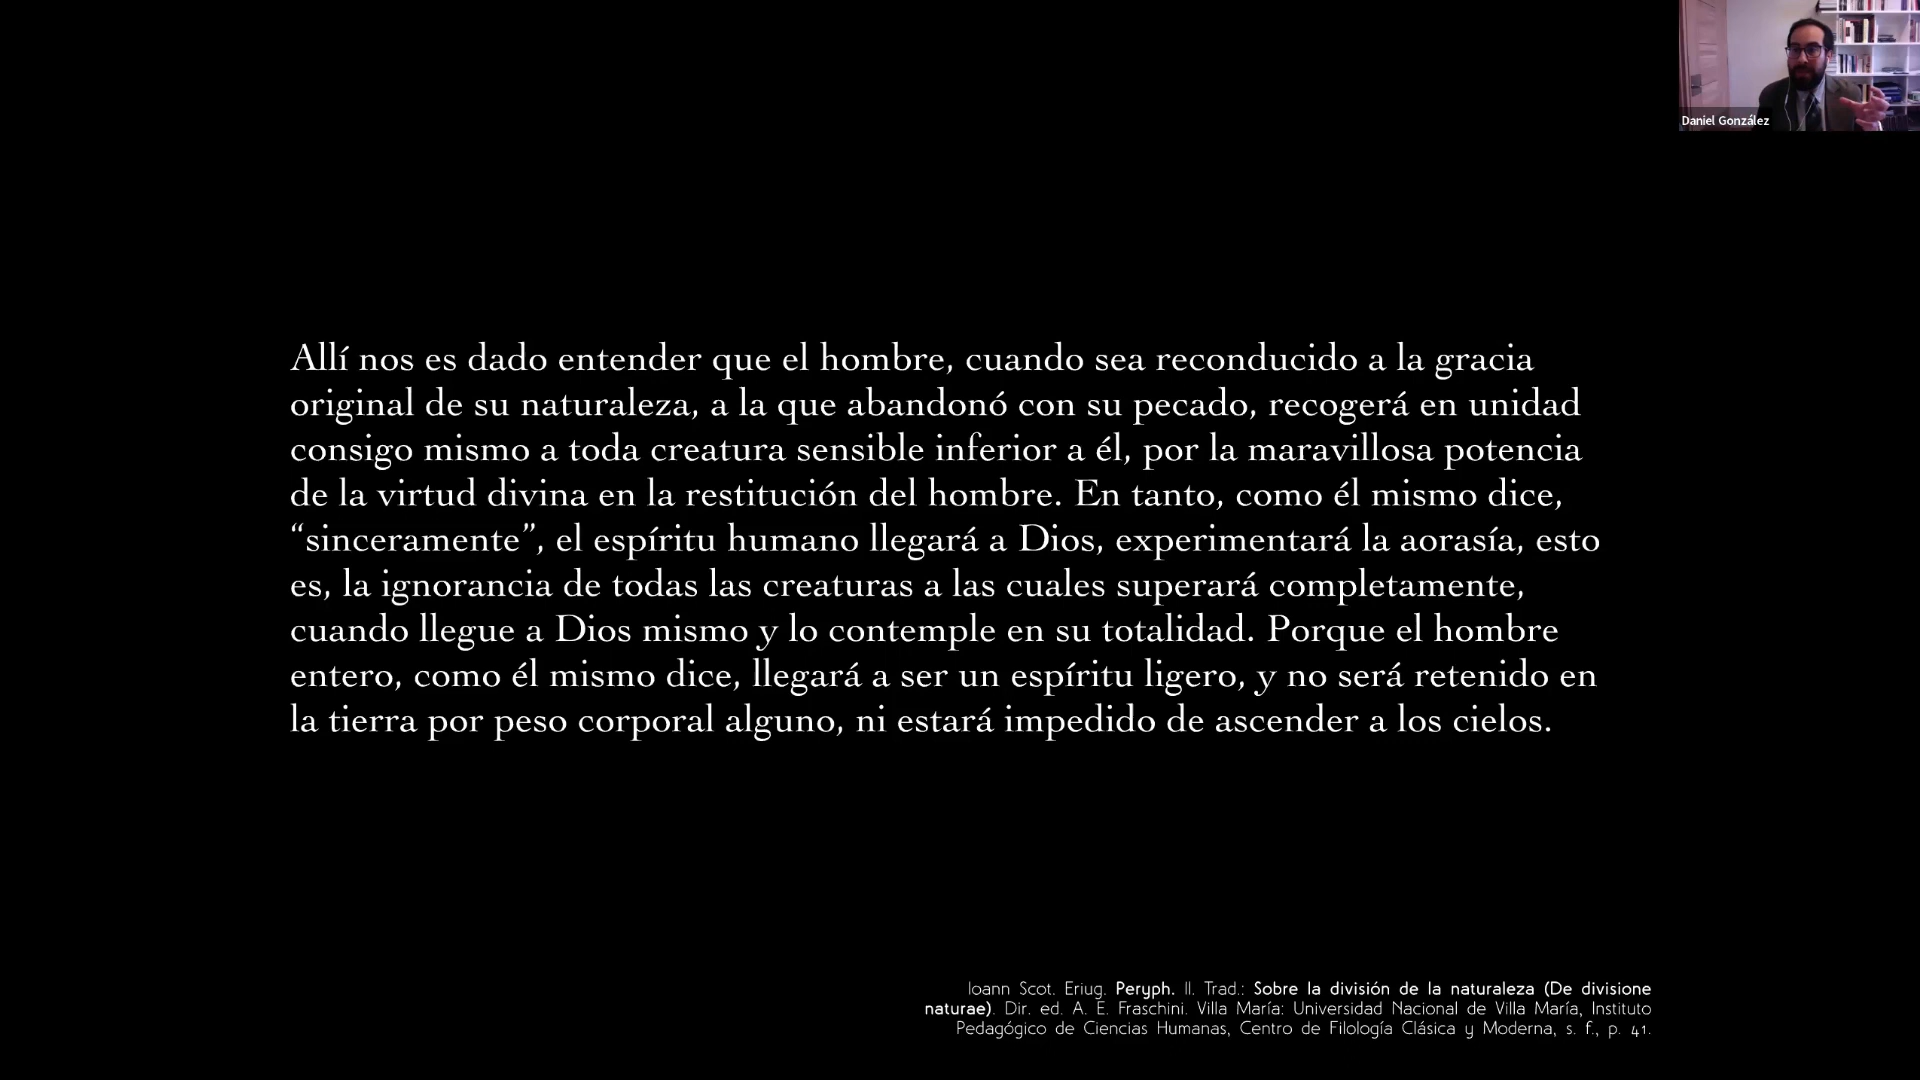 Daniel González
Allí nos es dado entender que el hombre, cuando sea reconducido a la gracia
original de su naturaleza, a la que abandonó con su pecado, recogerá en unidad
consigo mismo a toda creatura sensible inferior a él, por la maravillosa potencia
de la virtud divina en la restitución del hombre. En tanto, como él mismo dice,
“sinceramente”, el espíritu humano llegará a Dios, experimentará la aorasía, esto
es, la ignorancia de todas las creaturas a las cuales superará completamente,
cuando llegue a Dios mismo y lo contemple en su totalidad. Porque el hombre
entero, como él mismo dice, llegará a ser un espíritu ligero, y no será retenido en
la tierra por peso corporal alguno, ni estará impedido de ascender a los cielos.
Ioann Scot. Eriug. Peryph. II. Trad.: Sobre la división de la naturaleza (De divisione
naturae). Dir. ed. A. E. Fraschini. Villa María: Universidad Nacional de Villa María, Instituto
Pedagógico de Ciencias Humanas, Centro de Filología Clásica y Moderna, s. f., p. 41.